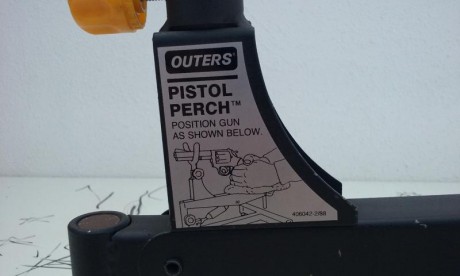 OUTERS
PISTOL
PERCH™
POSITION GUN
AS SHOWN BELOW.